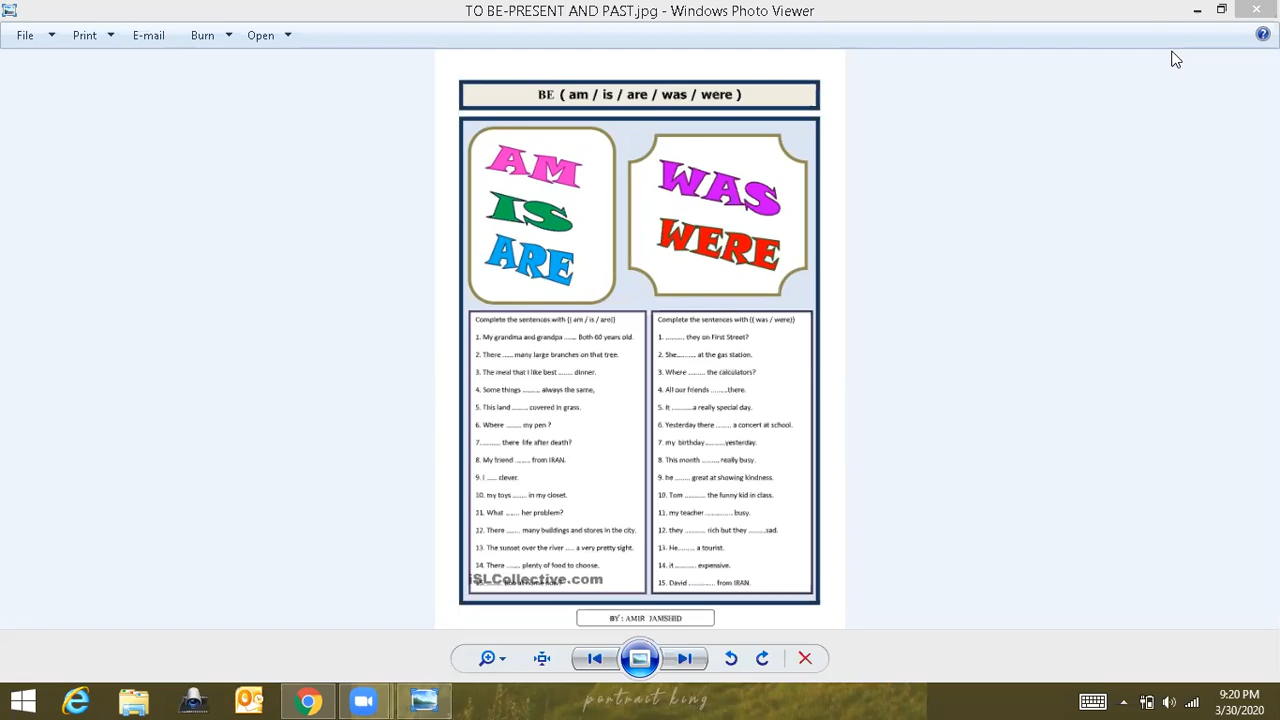 TO BE-PRESENT AND PAST.jpg - Windows Photo Viewer
File Print E-mail Burn Open
BE ( am / is / are / was / were )
AM
IS
ARE
WAS
WERE
Complete the sentences with (( am / is / are))
1. My grandma and grandpa ...... Both 60 years old.
2. There ...... many large branches on that tree.
3. The meal that I like best ........ dinner.
4. Some things ......... always the same,
5. This land ........ covered in grass.
6. Where ........ my pen ?
7.......... there life after death?
8. My friend ........ from IRAN.
9. I ...... clever.
10. my toys ....... in my closet.
11. What ....... her problem?
12. There ....... many buildings and stores in the city.
13. The sunset over the river ..... a very pretty sight.
14. There ....... plenty of food to choose.
15. ....... Bob at home now?
iSLCollective.com
Complete the sentences with (( was / were))
1. .......... they on First Street?
2. She.......... at the gas station.
3. Where ......... the calculators?
4. All our friends .........there.
5. It ...........a really special day.
6. Yesterday there ........ a concert at school.
7. my birthday..........yesterday.
8. This month ......... really busy.
9. he ........ great at showing kindness.
10. Tom ........... the funny kid in class.
11. my teacher .............. busy.
12. they .......... rich but they .........sad.
13. He......... a tourist.
14. it ........... expensive.
15. David .............. from IRAN.
BY : AMIR JAMSHID
portrait king
9:20 PM
3/30/2020